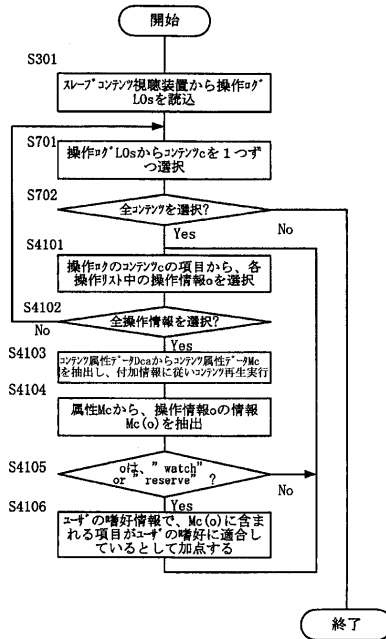 開始
S301
ｽﾚｰﾌﾞｺﾝﾃﾝﾂ視聴装置から操作ﾛｸﾞ
LOsを読込
S701
操作ﾛｸﾞLOsからｺﾝﾃﾝﾂcを１つず
つ選択
S702
全ｺﾝﾃﾝﾂを選択?
No
Yes
S4101
操作ﾛｸのｺﾝﾃﾝﾂcの項目から、各
操作ﾘｽﾄ中の操作情報oを選択
S4102
全操作情報を選択?
No
Yes
S4103
ｺﾝﾃﾝﾂ属性ﾃﾞｰﾀDcaからｺﾝﾃﾝﾂ属性ﾃﾞｰﾀMc
を抽出し、付加情報に従いｺﾝﾃﾝﾂ再生実行
S4104
属性Mcから、操作情報oの情報
Mc(o)を抽出
S4105
oは、" watch"
or " reserve" ?
No
Yes
S4106
ﾕｰｻﾞの嗜好情報で、Mc(o)に含ま
れる項目がﾕｰｻﾞの嗜好に適合し
ているとして加点する
終了